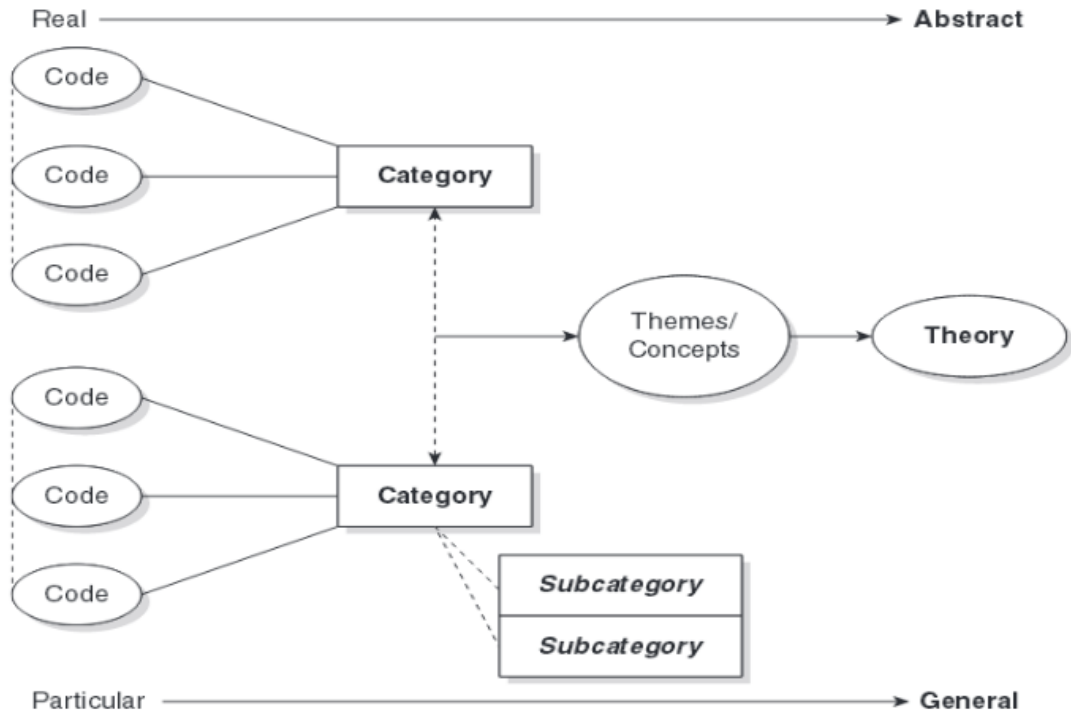 Real
Abstract
Code
Code
Category
Code
Themes/
Concepts
Theory
Code
Code
Category
Code
Subcategory
Subcategory
Particular
General